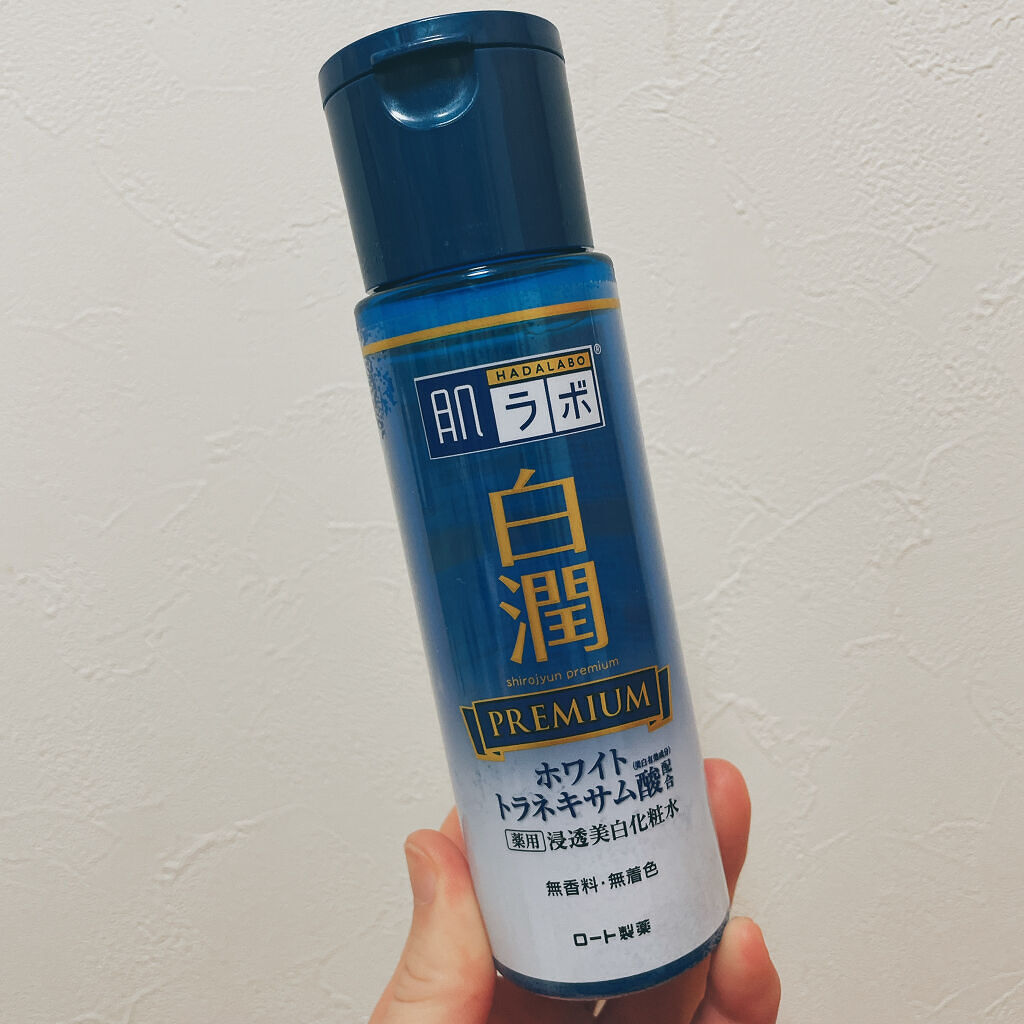 HADALABO
肌ラボ®
白潤
shirojyun premium
PREMIUM
ホワイト(美白有効成分)
トラネキサム酸配合
薬用 浸透美白化粧水
無香料・無着色
ロート製薬